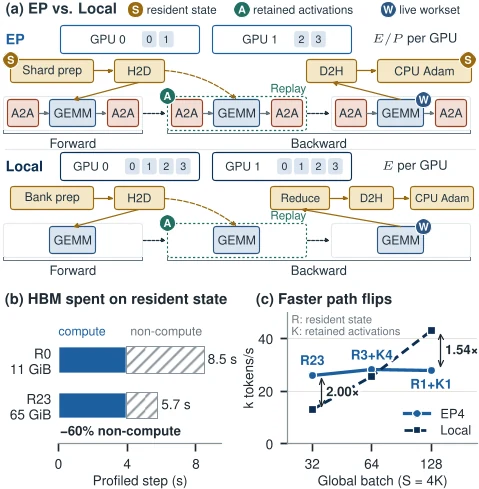 (a) EP vs. Local
S resident state
A retained activations
W live workset
EP
GPU 0 0 1
GPU 1 2 3
E/P per GPU
S
Shard prep
H2D
D2H
CPU Adam
S
A
Replay
W
A2A GEMM A2A
A2A GEMM A2A
A2A GEMM A2A
Forward
Backward
Local
GPU 0 0 1 2 3
GPU 1 0 1 2 3
E per GPU
Bank prep
H2D
Reduce
D2H
CPU Adam
A
Replay
W
GEMM
GEMM
GEMM
Forward
Backward
(b) HBM spent on resident state
compute non-compute
R0
11 GiB
8.5 s
R23
65 GiB
5.7 s
−60% non-compute
0 4 8
Profiled step (s)
(c) Faster path flips
R: resident state
K: retained activations
k tokens/s
40
20
0
R23
R3+K4
R1+K1
2.00×
1.54×
EP4
Local
32 64 128
Global batch (S = 4K)